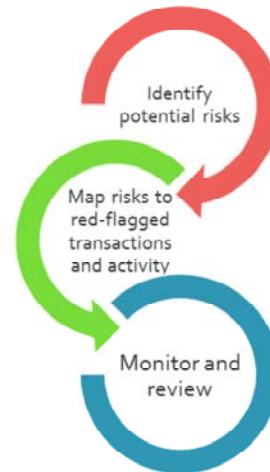 Identify
potential risks
Map risks to
red-flagged
transactions
and activity
Monitor and
review